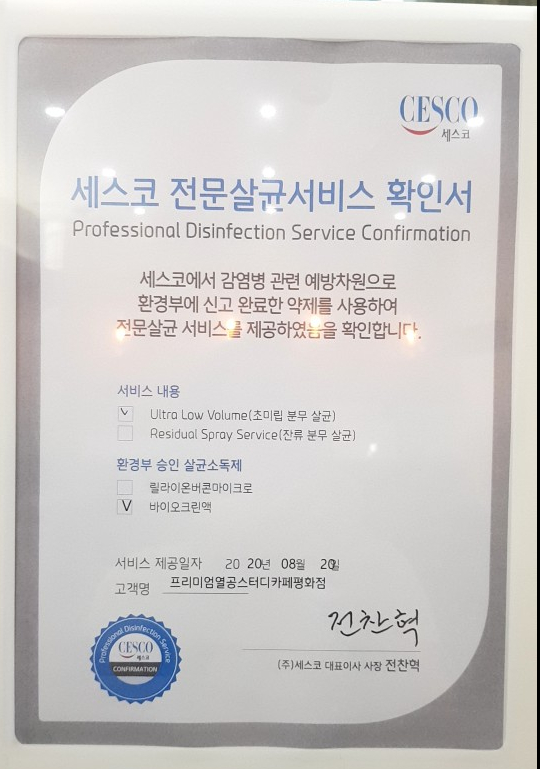 CESCO
세스코
세스코 전문살균서비스 확인서
Professional Disinfection Service Confirmation
세스코에서 감염병 관련 예방차원으로
환경부에 신고 완료한 약제를 사용하여
전문살균 서비스를 제공하였음을 확인합니다.
서비스 내용
V Ultra Low Volume(초미립 분무 살균)
Residual Spray Service(잔류 분무 살균)
환경부 승인 살균소독제
릴라이온버콘마이크로
V 바이오크린액
서비스 제공일자 20 20년 08월 20일
고객명 프리미엄열공스터디카페평화점
전찬혁
(주)세스코 대표이사 사장 전찬혁
Professional Disinfection Service
CESCO
세스코
CONFIRMATION